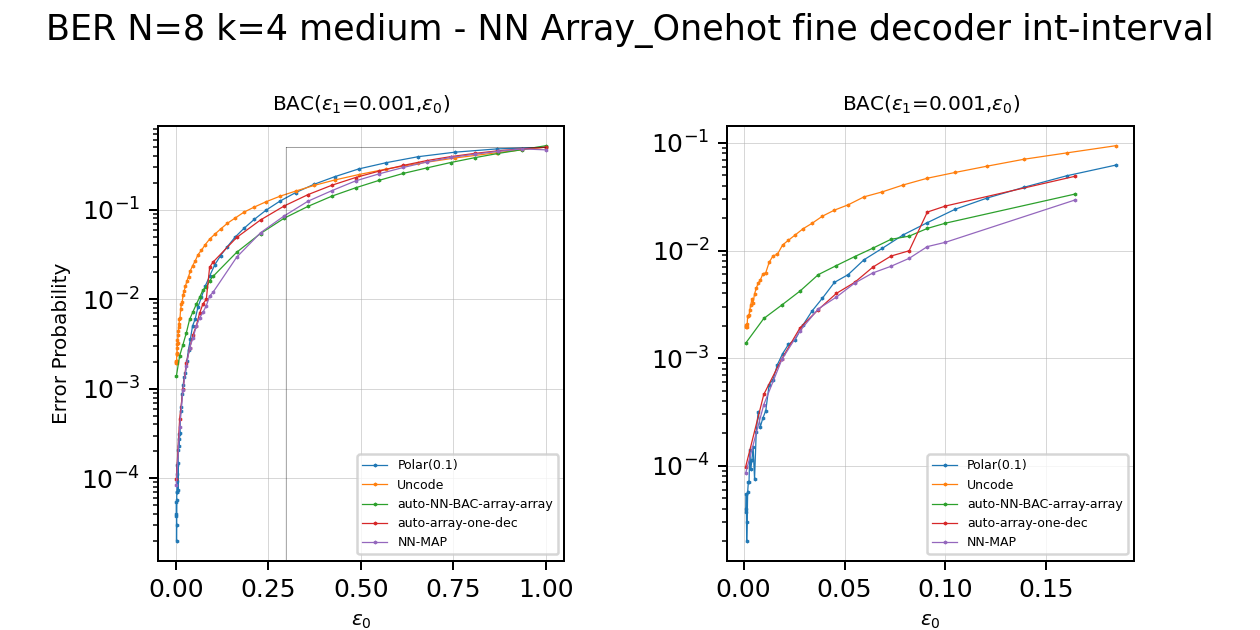 BER N=8 k=4 medium - NN Array_Onehot fine decoder int-interval
BAC(ε₁=0.001,ε₀)
Error Probability
10⁻¹
10⁻²
10⁻³
10⁻⁴
0.00 0.25 0.50 0.75 1.00
ε₀
Polar(0.1)
Uncode
auto-NN-BAC-array-array
auto-array-one-dec
NN-MAP
BAC(ε₁=0.001,ε₀)
10⁻¹
10⁻²
10⁻³
10⁻⁴
0.00 0.05 0.10 0.15
ε₀
Polar(0.1)
Uncode
auto-NN-BAC-array-array
auto-array-one-dec
NN-MAP